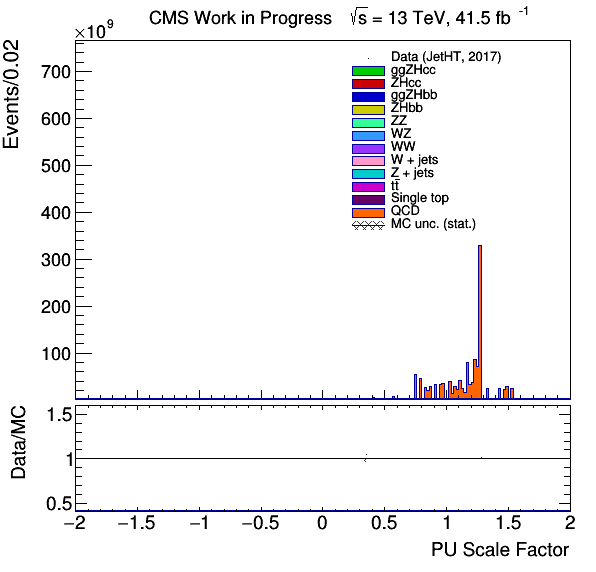 CMS Work in Progress √s = 13 TeV, 41.5 fb⁻¹
×10⁹
Events/0.02
700
600
500
400
300
200
100
Data (JetHT, 2017)
ggZHcc
ZHcc
ggZHbb
ZHbb
ZZ
WZ
WW
W + jets
Z + jets
tt̄
Single top
QCD
MC unc. (stat.)
Data/MC
1.5
1
0.5
−2 −1.5 −1 −0.5 0 0.5 1 1.5 2
PU Scale Factor